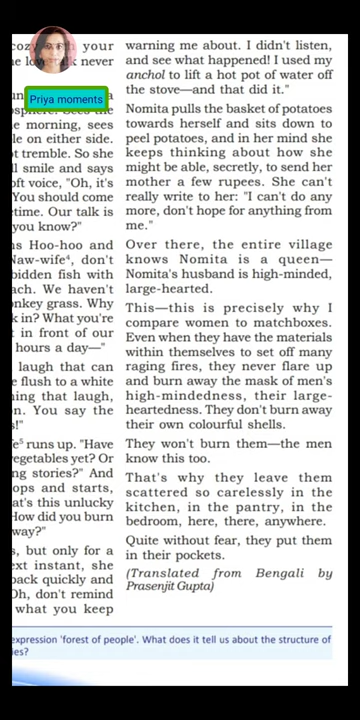 Priya moments
cozy with your
never
e morning, sees
le on either side.
t tremble. So she
ll smile and says
oft voice, "Oh, it's
You should come
time. Our talk is
you know?"
ns Hoo-hoo and
Naw-wife⁴, don't
bidden fish with
ach. We haven't
onkey grass. Why
k in? What you're
t in front of our
hours a day—"
laugh that can
e flush to a white
ning that laugh,
n. You say the
s!"
e⁵ runs up. "Have
vegetables yet? Or
ng stories?" And
ops and starts,
at's this unlucky
How did you burn
way?"
s, but only for a
ext instant, she
back quickly and
Oh, don't remind
what you keep
warning me about. I didn't listen,
and see what happened! I used my
anchol to lift a hot pot of water off
the stove—and that did it."
Nomita pulls the basket of potatoes
towards herself and sits down to
peel potatoes, and in her mind she
keeps thinking about how she
might be able, secretly, to send her
mother a few rupees. She can't
really write to her: "I can't do any
more, don't hope for anything from
me."
Over there, the entire village
knows Nomita is a queen—
Nomita's husband is high-minded,
large-hearted.
This—this is precisely why I
compare women to matchboxes.
Even when they have the materials
within themselves to set off many
raging fires, they never flare up
and burn away the mask of men's
high-mindedness, their large-
heartedness. They don't burn away
their own colourful shells.
They won't burn them—the men
know this too.
That's why they leave them
scattered so carelessly in the
kitchen, in the pantry, in the
bedroom, here, there, anywhere.
Quite without fear, they put them
in their pockets.
(Translated from Bengali by
Prasenjit Gupta)
expression 'forest of people'. What does it tell us about the structure of
ies?